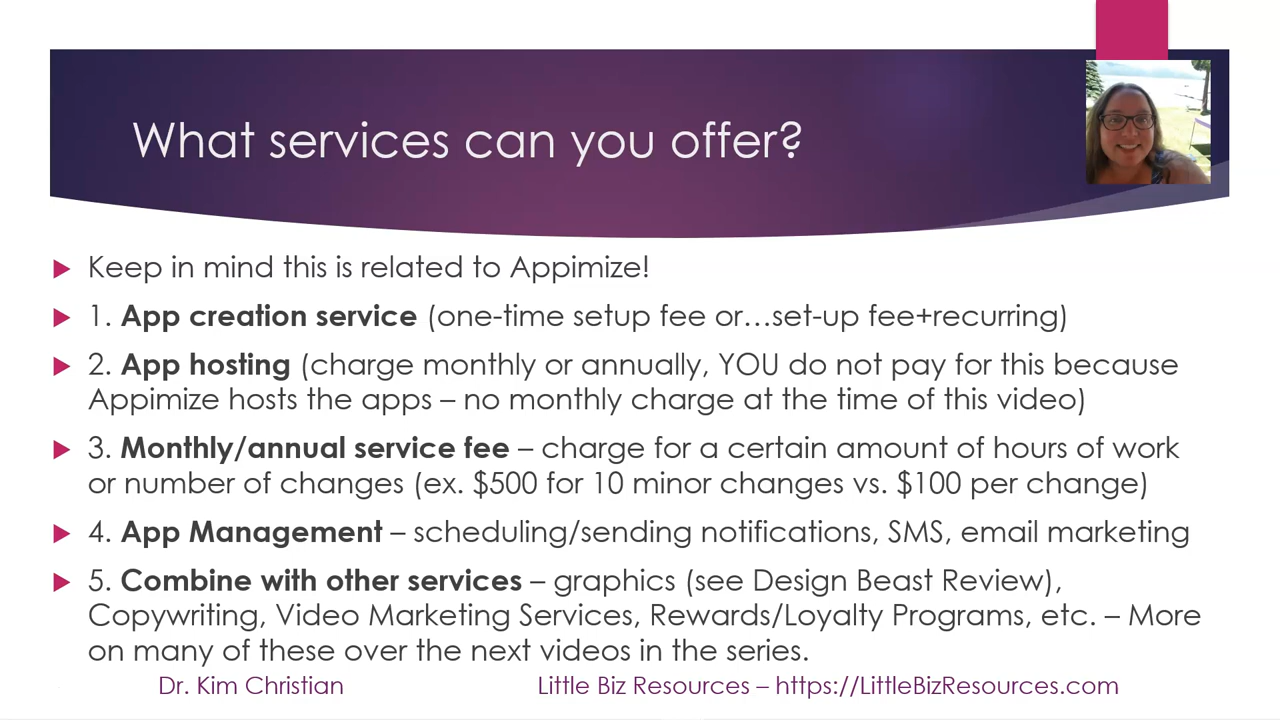 What services can you offer?
Keep in mind this is related to Appimize!
1. App creation service (one-time setup fee or…set-up fee+recurring)
2. App hosting (charge monthly or annually, YOU do not pay for this because
Appimize hosts the apps – no monthly charge at the time of this video)
3. Monthly/annual service fee – charge for a certain amount of hours of work
or number of changes (ex. $500 for 10 minor changes vs. $100 per change)
4. App Management – scheduling/sending notifications, SMS, email marketing
5. Combine with other services – graphics (see Design Beast Review),
Copywriting, Video Marketing Services, Rewards/Loyalty Programs, etc. – More
on many of these over the next videos in the series.
Dr. Kim Christian Little Biz Resources – https://LittleBizResources.com